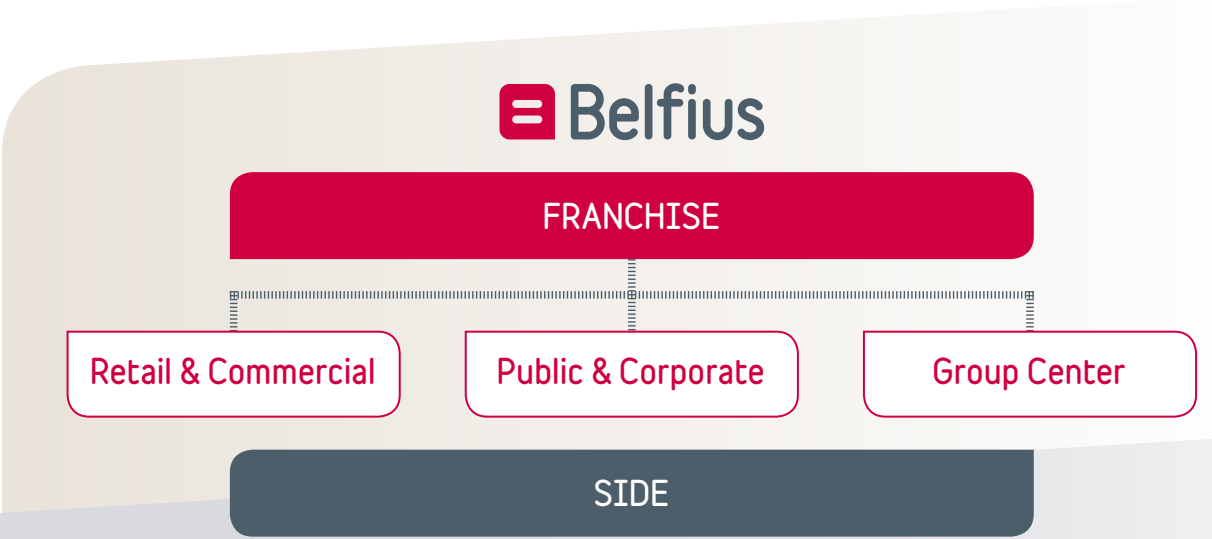 Belfius
FRANCHISE
Retail & Commercial
Public & Corporate
Group Center
SIDE